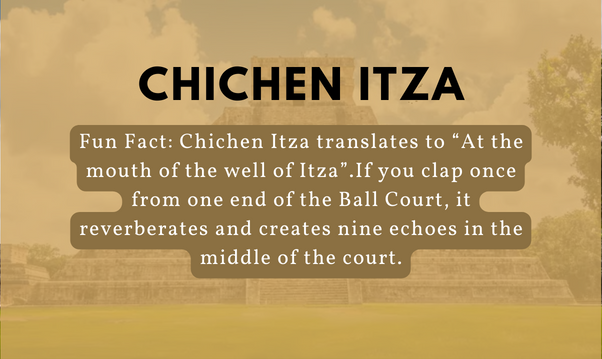 CHICHEN ITZA
Fun Fact: Chichen Itza translates to “At the
mouth of the well of Itza”.If you clap once
from one end of the Ball Court, it
reverberates and creates nine echoes in the
middle of the court.